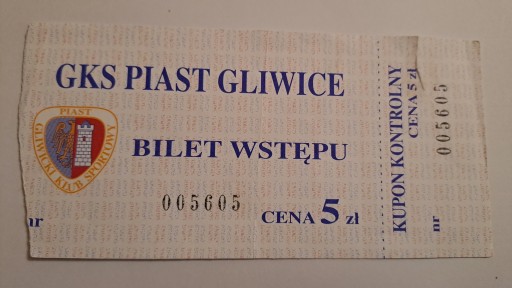 GKS PIAST GLIWICE
PIAST
GLIWICKI KLUB SPORTOWY
BILET WSTĘPU
nr
005605
CENA 5 zł
KUPON KONTROLNY
CENA 5 zł
nr
005605